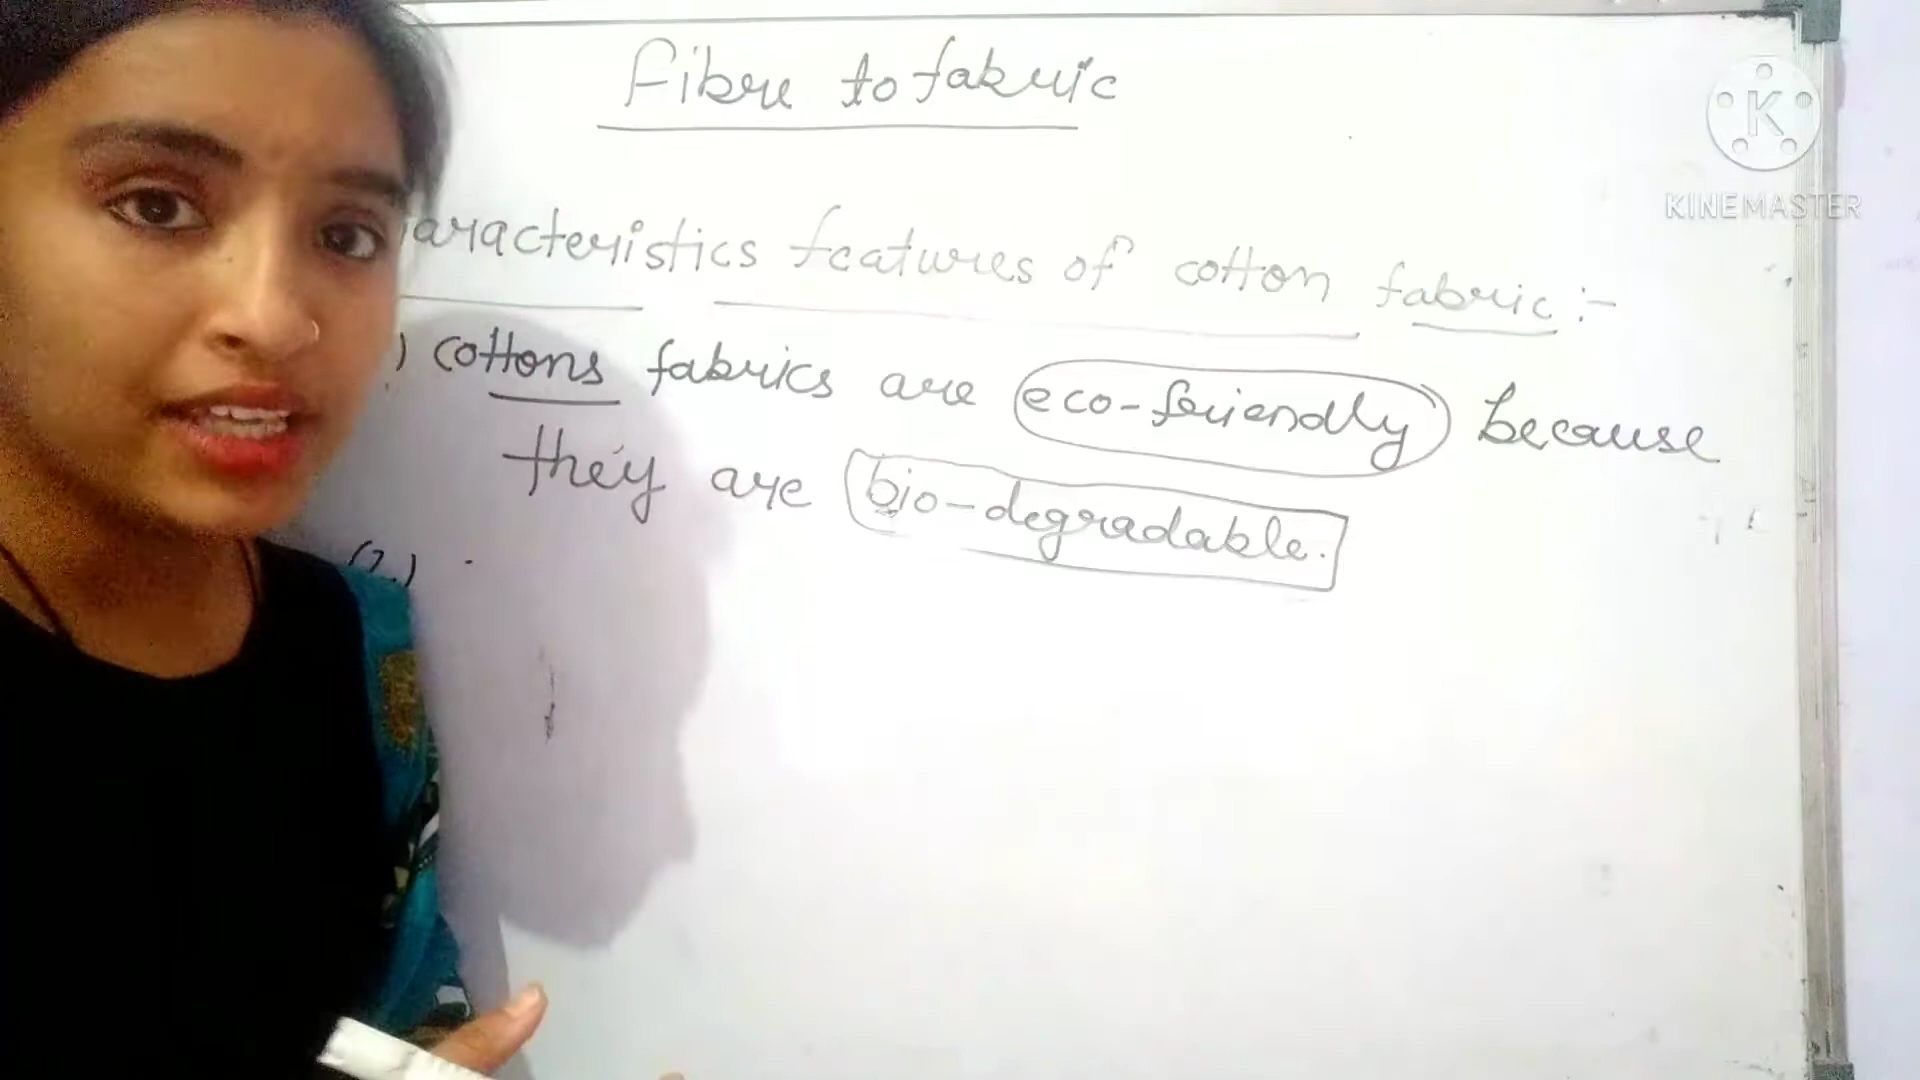 Fibre to fabric
K
KINEMASTER
aracteristics features of cotton fabric :-
) cottons fabrics are eco-friendly because
they are bio-degradable.
(2.)